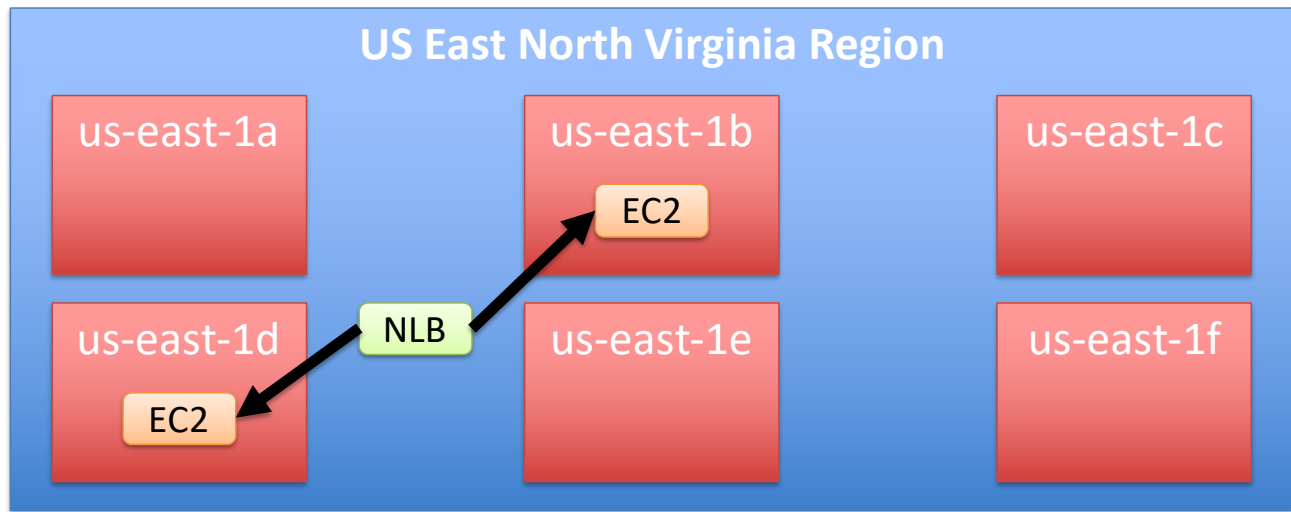 US East North Virginia Region
us-east-1a
us-east-1b
us-east-1c
EC2
us-east-1d
NLB
us-east-1e
us-east-1f
EC2